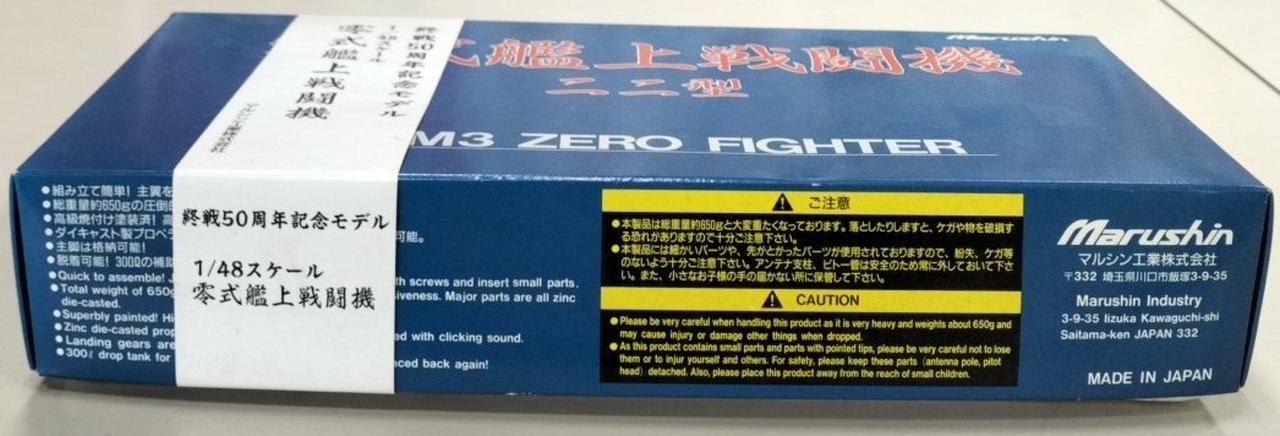 Marushin
式艦上戦闘機
二二型
M3 ZERO FIGHTER
終戦50周年記念モデル
1/48スケール
零式艦上戦闘機
終戦50周年記念モデル
1/48スケール
零式艦上戦闘機
●組み立て簡単! 主翼を
●総重量約650gの圧倒的
●高級焼付け塗装済! 高
●ダイキャスト製プロペラ
可能。
●主脚は格納可能!
●脱着可能! 300ℓの補助
●Quick to assemble! J
th screws and insert small parts.
●Total weight of 650g
siveness. Major parts are all zinc
die-casted.
●Superbly painted! Hi
●Zinc die-casted prop
ed with clicking sound.
●Landing gears are
●300ℓ drop tank for
ced back again!
ご注意
●本製品は総重量約650gと大変重たくなっております。落としたりしますと、ケガや物を破損す
る恐れがありますので十分ご注意下さい。
●本製品には細かいパーツや、先がとがったパーツが使用されておりますので、紛失、ケガ等
のないよう十分ご注意下さい。アンテナ支柱、ピトー管は安全のため常に外しておいて下さ
い。また、小さなお子様の手の届かない所に保管して下さい。
CAUTION
●Please be very careful when handling this product as it is very heavy and weights about 650g and
may cause injury or damage other things when dropped.
●As this product contains small parts and parts with pointed tips, please be very careful not to lose
them or to injur yourself and others. For safety, please keep these parts (antenna pole, pitot
head) detached. Also, please place this product away from the reach of small children.
Marushin
マルシン工業株式会社
〒332 埼玉県川口市飯塚3-9-35
Marushin Industry
3-9-35 Iizuka Kawaguchi-shi
Saitama-ken JAPAN 332
MADE IN JAPAN